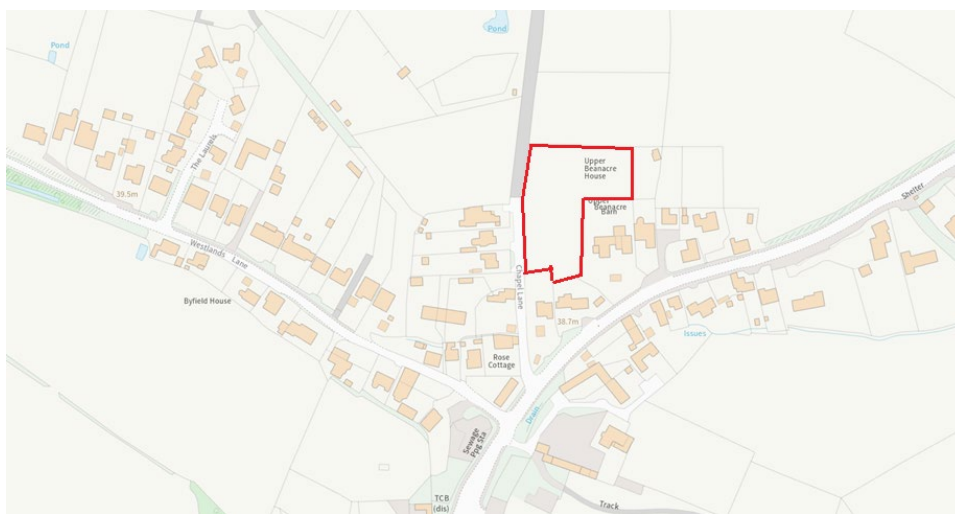 Pond
Pond
The Laurels
39.5m
Westlands Lane
Byfield House
Upper
Beanacre
House
Upper
Beanacre
Barn
Shelter
Chapel Lane
38.7m
Issues
Rose
Cottage
Drain
Sewage
Ppg Sta
TCB
(dis)
Track